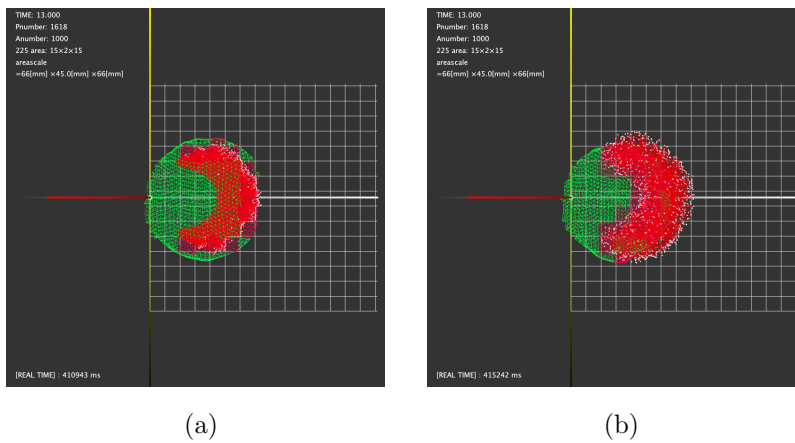 TIME: 13.000
Pnumber: 1618
Anumber: 1000
225 area: 15×2×15
areascale
=66[mm] ×45.0[mm] ×66[mm]
[REAL TIME] : 410943 ms
(a)
TIME: 13.000
Pnumber: 1618
Anumber: 1000
225 area: 15×2×15
areascale
=66[mm] ×45.0[mm] ×66[mm]
[REAL TIME] : 415242 ms
(b)